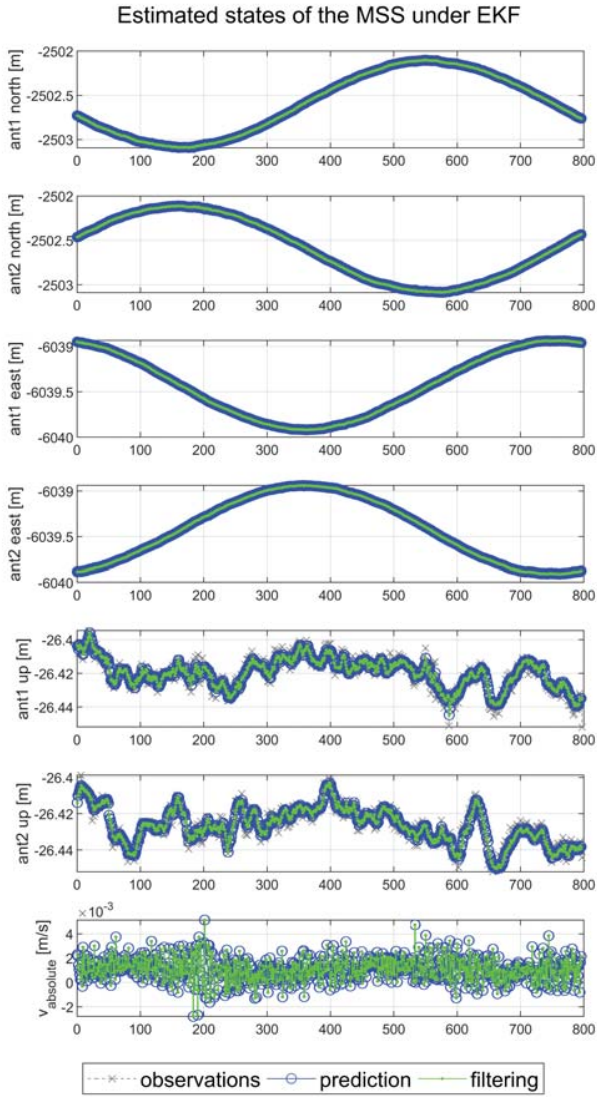 Estimated states of the MSS under EKF
ant1 north [m]
-2502
-2502.5
-2503
0 100 200 300 400 500 600 700 800
ant2 north [m]
-2502
-2502.5
-2503
0 100 200 300 400 500 600 700 800
ant1 east [m]
-6039
-6039.5
-6040
0 100 200 300 400 500 600 700 800
ant2 east [m]
-6039
-6039.5
-6040
0 100 200 300 400 500 600 700 800
ant1 up [m]
-26.4
-26.42
-26.44
0 100 200 300 400 500 600 700 800
ant2 up [m]
-26.4
-26.42
-26.44
0 100 200 300 400 500 600 700 800
v absolute [m/s]
× 10⁻³
4
2
0
-2
0 100 200 300 400 500 600 700 800
observations prediction filtering